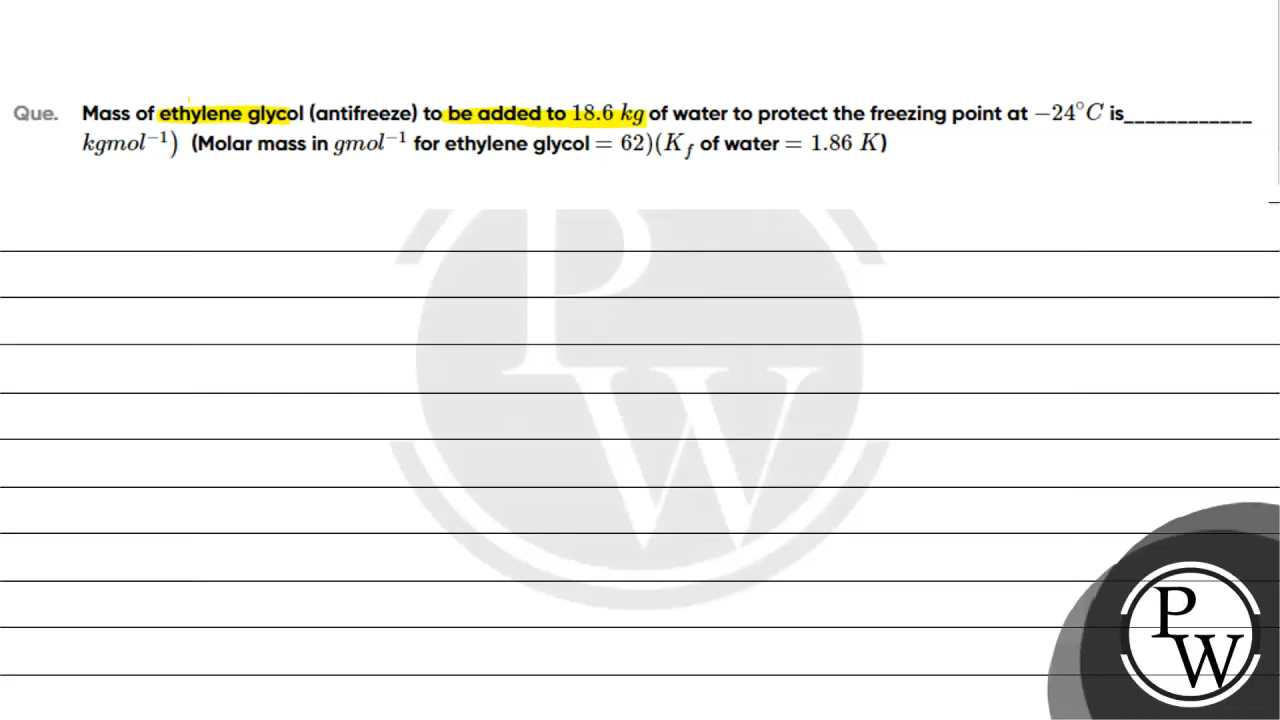 Que. Mass of ethylene glycol (antifreeze) to be added to 18.6 kg of water to protect the freezing point at −24°C is____________
kgmol⁻¹) (Molar mass in gmol⁻¹ for ethylene glycol = 62)(K_f of water = 1.86 K)
P
W
P
W